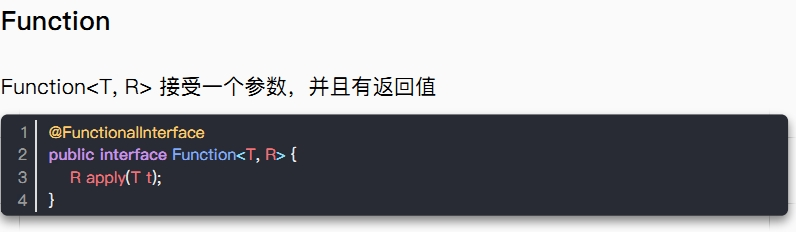 Function
Function<T, R> 接受一个参数，并且有返回值
1 @FunctionalInterface
2 public interface Function<T, R> {
3 R apply(T t);
4 }